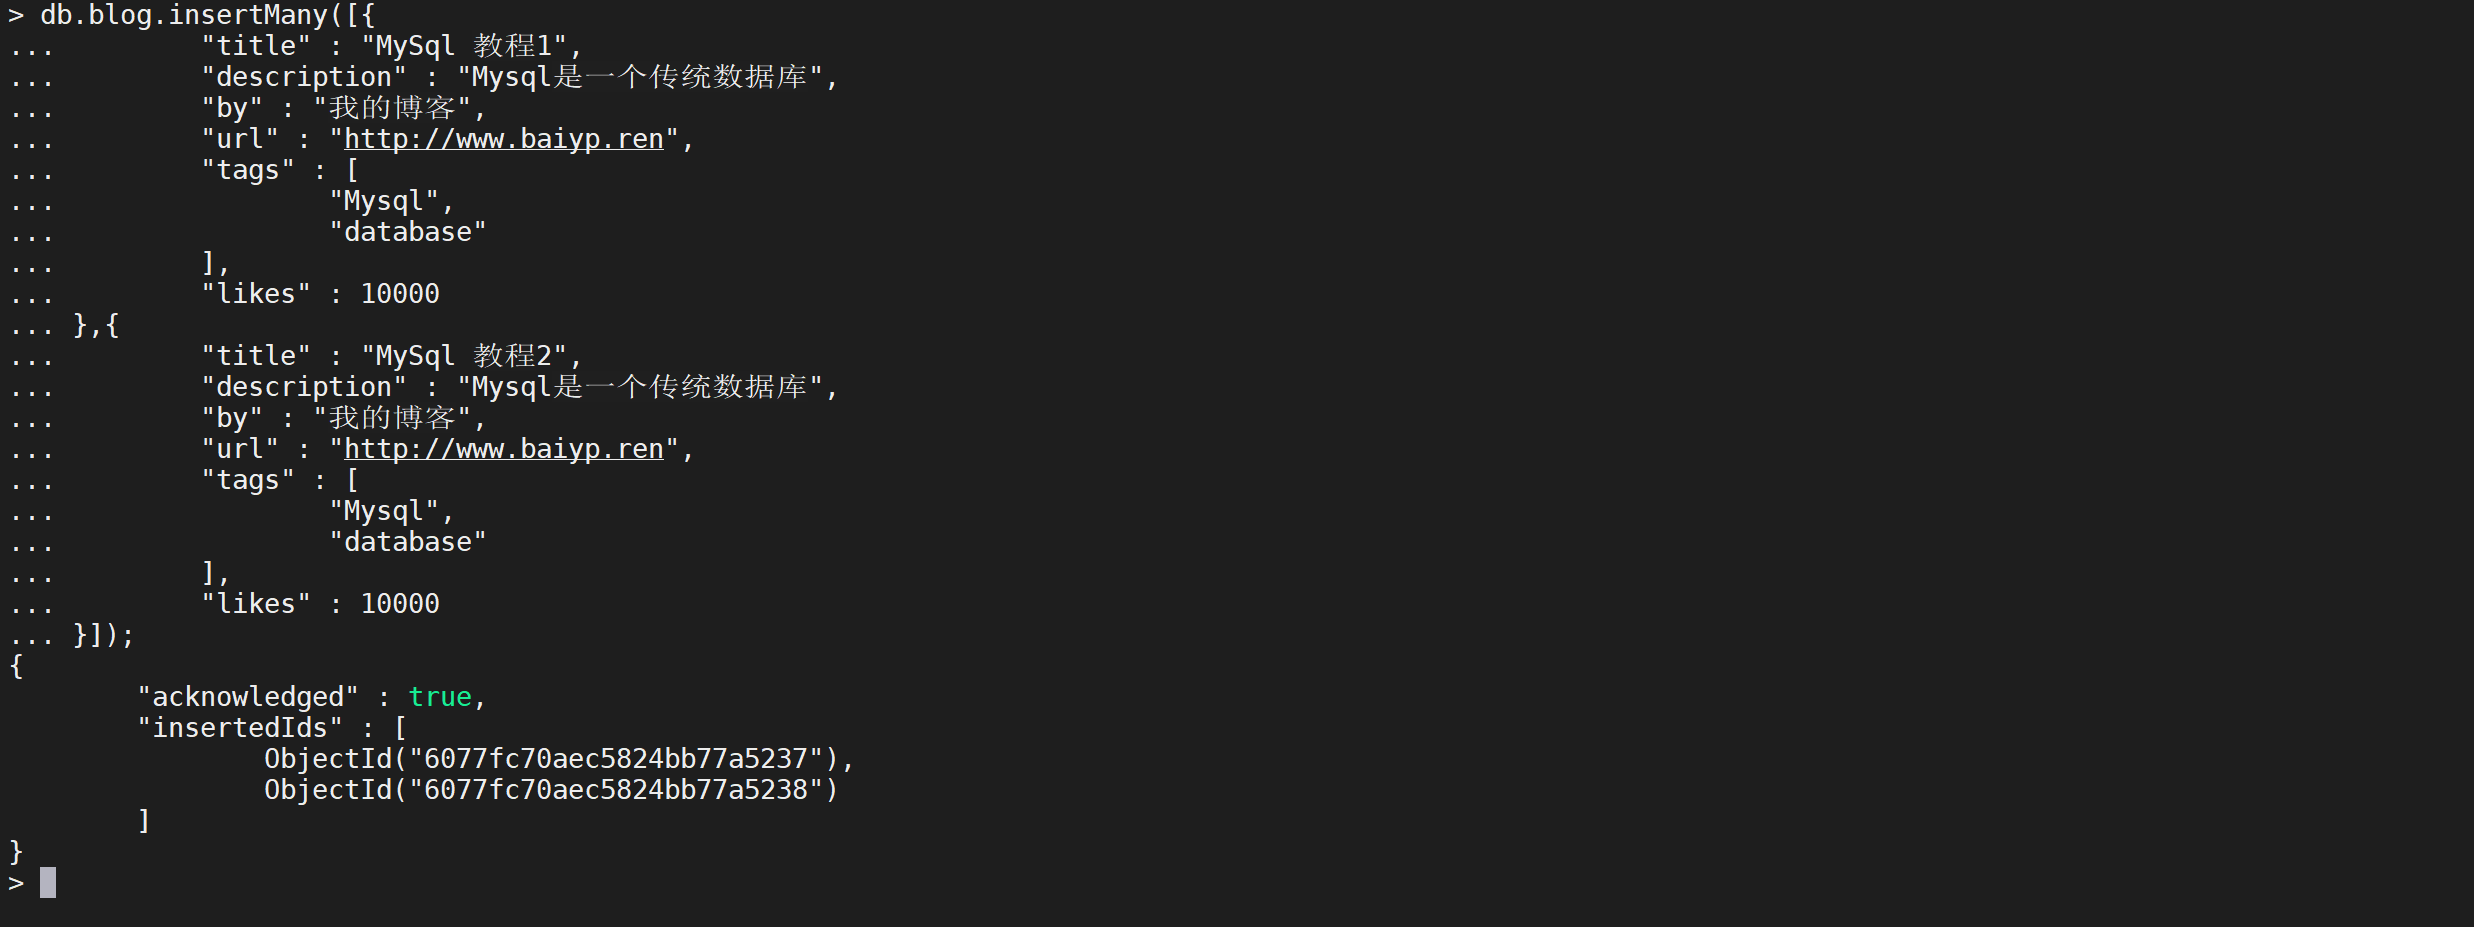 > db.blog.insertMany([{
...         "title" : "MySql 教程1",
...         "description" : "Mysql是一个传统数据库",
...         "by" : "我的博客",
...         "url" : "http://www.baiyp.ren",
...         "tags" : [
...                 "Mysql",
...                 "database"
...         ],
...         "likes" : 10000
... },{
...         "title" : "MySql 教程2",
...         "description" : "Mysql是一个传统数据库",
...         "by" : "我的博客",
...         "url" : "http://www.baiyp.ren",
...         "tags" : [
...                 "Mysql",
...                 "database"
...         ],
...         "likes" : 10000
... }]);
{
        "acknowledged" : true,
        "insertedIds" : [
                ObjectId("6077fc70aec5824bb77a5237"),
                ObjectId("6077fc70aec5824bb77a5238")
        ]
}
>